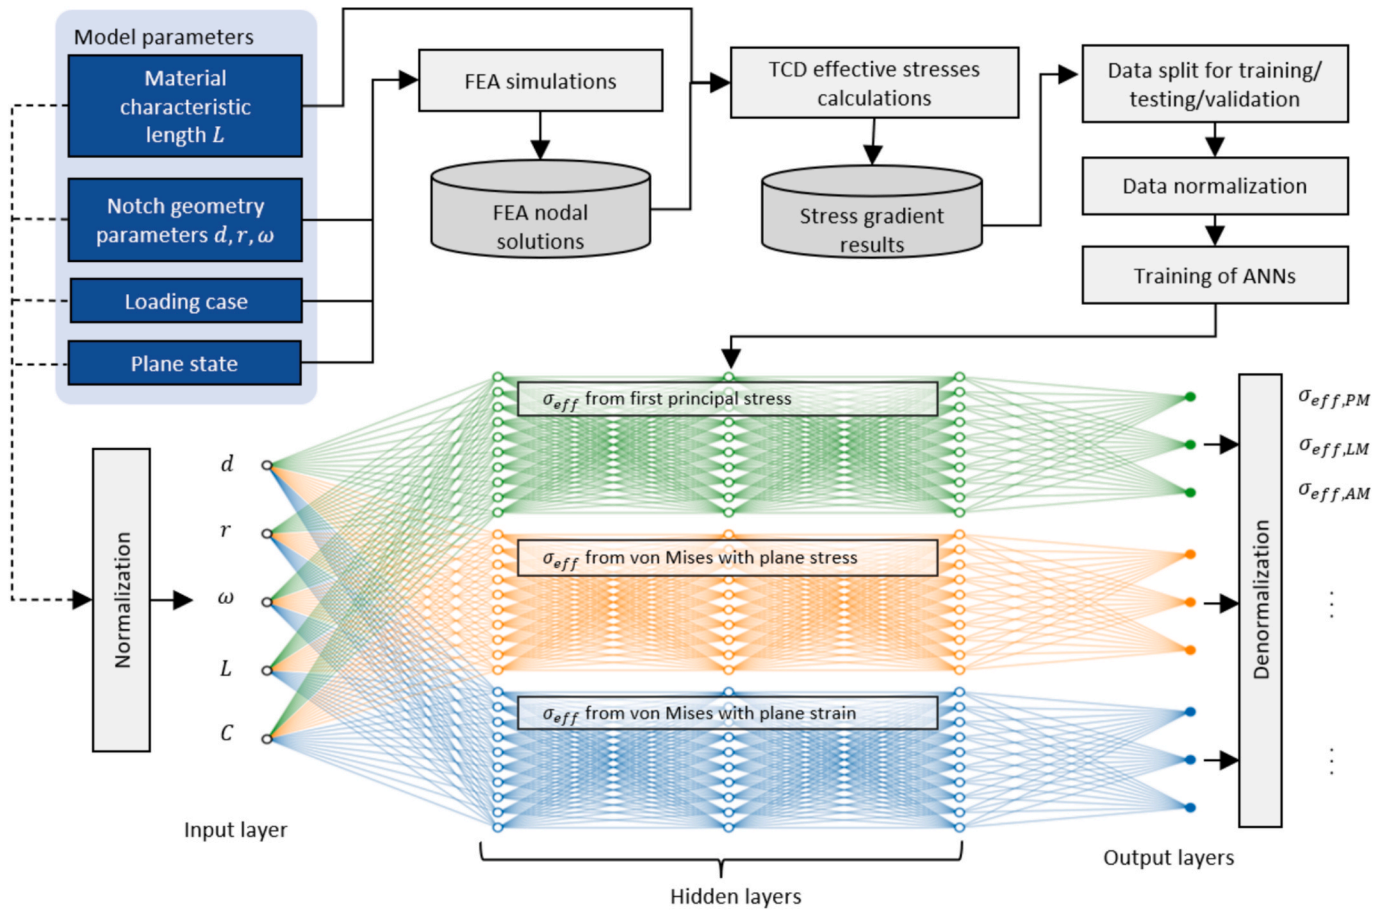 Model parameters
Material
characteristic
length L
Notch geometry
parameters d, r, ω
Loading case
Plane state
FEA simulations
FEA nodal
solutions
TCD effective stresses
calculations
Stress gradient
results
Data split for training/
testing/validation
Data normalization
Training of ANNs
Normalization
d
r
ω
L
C
Input layer
σeff from first principal stress
σeff from von Mises with plane stress
σeff from von Mises with plane strain
Hidden layers
Output layers
Denormalization
σeff,PM
σeff,LM
σeff,AM
⋮
⋮